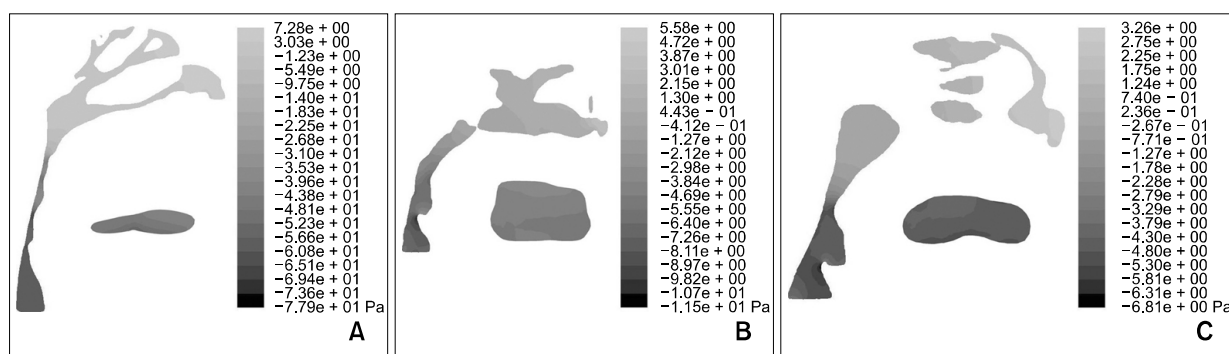 7.28e + 00
3.03e + 00
−1.23e + 00
−5.49e + 00
−9.75e + 00
−1.40e + 01
−1.83e + 01
−2.25e + 01
−2.68e + 01
−3.10e + 01
−3.53e + 01
−3.96e + 01
−4.38e + 01
−4.81e + 01
−5.23e + 01
−5.66e + 01
−6.08e + 01
−6.51e + 01
−6.94e + 01
−7.36e + 01
−7.79e + 01 Pa
A
5.58e + 00
4.72e + 00
3.87e + 00
3.01e + 00
2.15e + 00
1.30e + 00
4.43e − 01
−4.12e − 01
−1.27e + 00
−2.12e + 00
−2.98e + 00
−3.84e + 00
−4.69e + 00
−5.55e + 00
−6.40e + 00
−7.26e + 00
−8.11e + 00
−8.97e + 00
−9.82e + 00
−1.07e + 01
−1.15e + 01 Pa
B
3.26e + 00
2.75e + 00
2.25e + 00
1.75e + 00
1.24e + 00
7.40e − 01
2.36e − 01
−2.67e − 01
−7.71e − 01
−1.27e + 00
−1.78e + 00
−2.28e + 00
−2.79e + 00
−3.29e + 00
−3.79e + 00
−4.30e + 00
−4.80e + 00
−5.30e + 00
−5.81e + 00
−6.31e + 00
−6.81e + 00 Pa
C